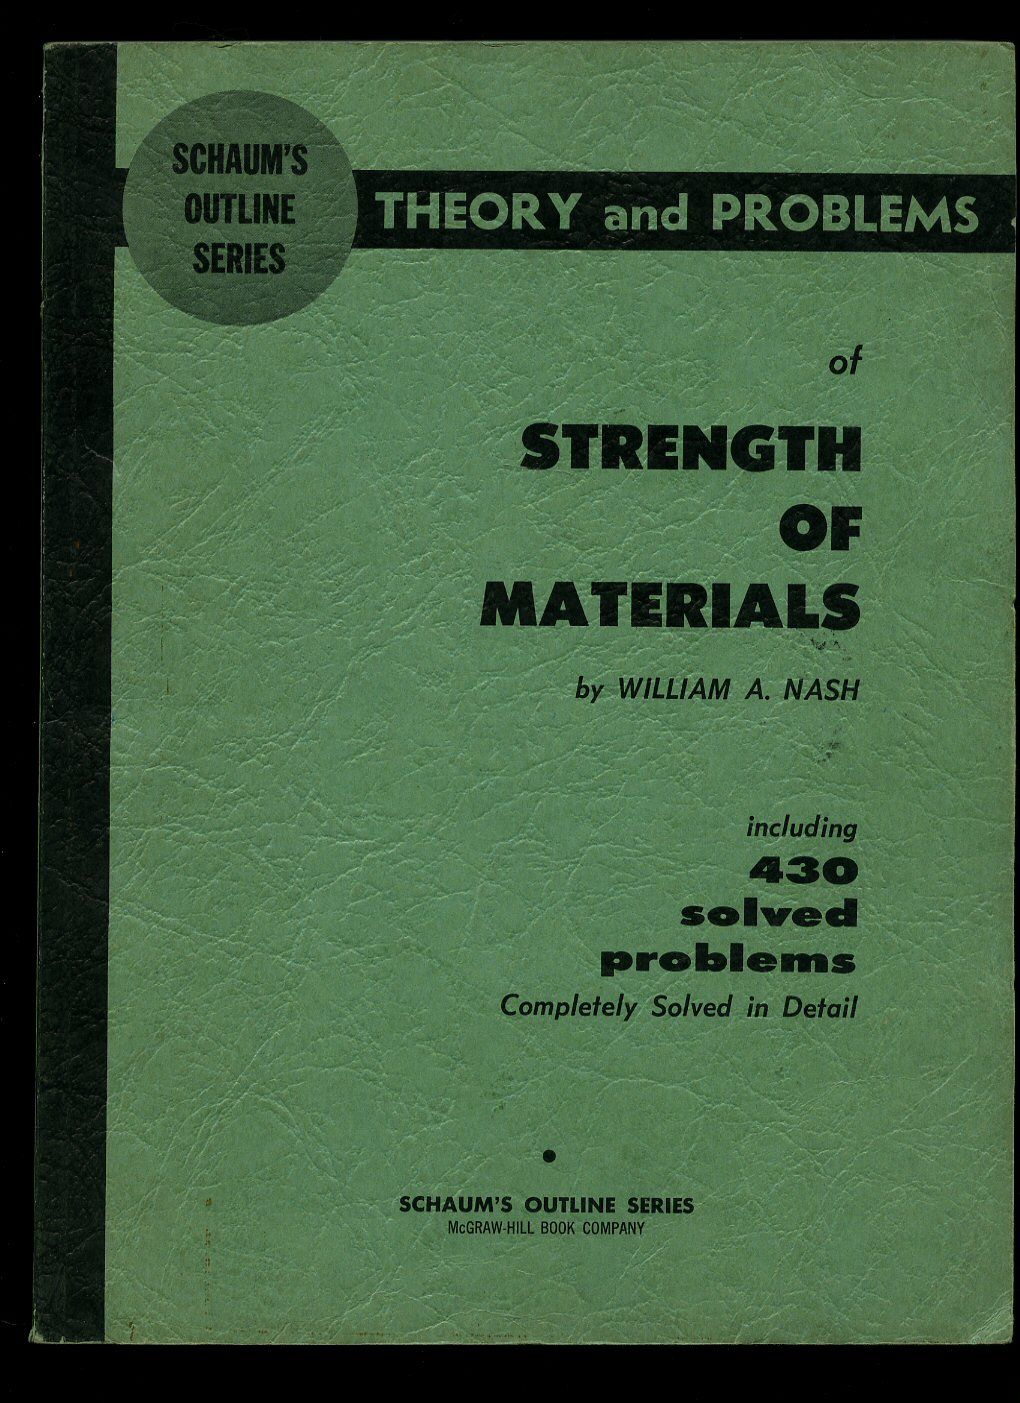 SCHAUM'S
OUTLINE
SERIES
THEORY and PROBLEMS
of
STRENGTH
OF
MATERIALS
by WILLIAM A. NASH
including
430
solved
problems
Completely Solved in Detail
SCHAUM'S OUTLINE SERIES
McGRAW-HILL BOOK COMPANY